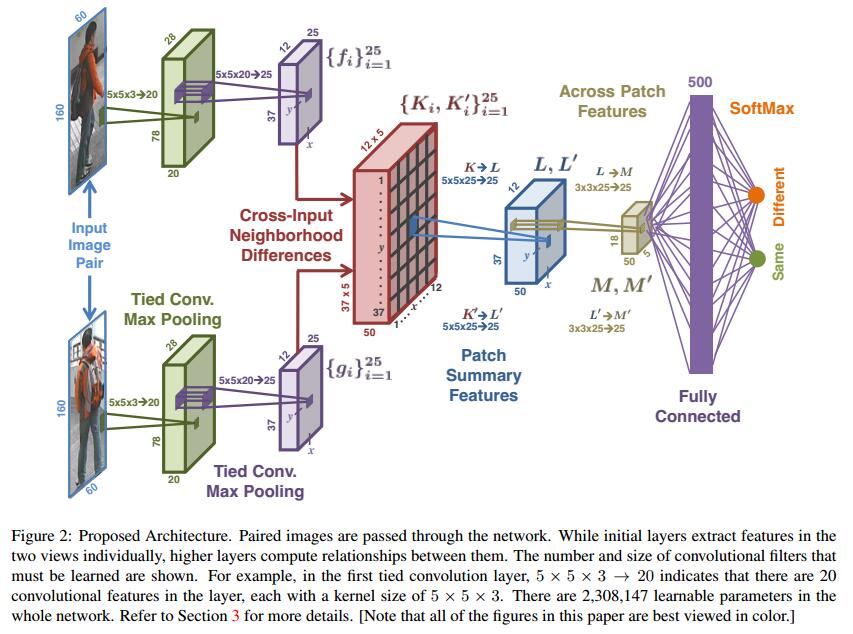 60
160
5x5x3→20
28
78
20
5x5x20→25
12
25
37
y
x
{f_i}^{25}_{i=1}
Input
Image
Pair
Cross-Input
Neighborhood
Differences
{K_i, K'_i}^{25}_{i=1}
12 x 5
37 x 5
1
y
37
50
1
x
12
K→L
5x5x25→25
L, L'
12
37
y
x
50
K'→L'
5x5x25→25
Patch
Summary
Features
Across Patch
Features
L→M
3x3x25→25
18
50
5
M, M'
L'→M'
3x3x25→25
500
SoftMax
Different
Same
Fully
Connected
Tied Conv.
Max Pooling
160
60
5x5x3→20
28
78
20
5x5x20→25
12
25
37
y
x
{g_i}^{25}_{i=1}
Tied Conv.
Max Pooling
Figure 2: Proposed Architecture. Paired images are passed through the network. While initial layers extract features in the
two views individually, higher layers compute relationships between them. The number and size of convolutional filters that
must be learned are shown. For example, in the first tied convolution layer, 5 × 5 × 3 → 20 indicates that there are 20
convolutional features in the layer, each with a kernel size of 5 × 5 × 3. There are 2,308,147 learnable parameters in the
whole network. Refer to Section 3 for more details. [Note that all of the figures in this paper are best viewed in color.]